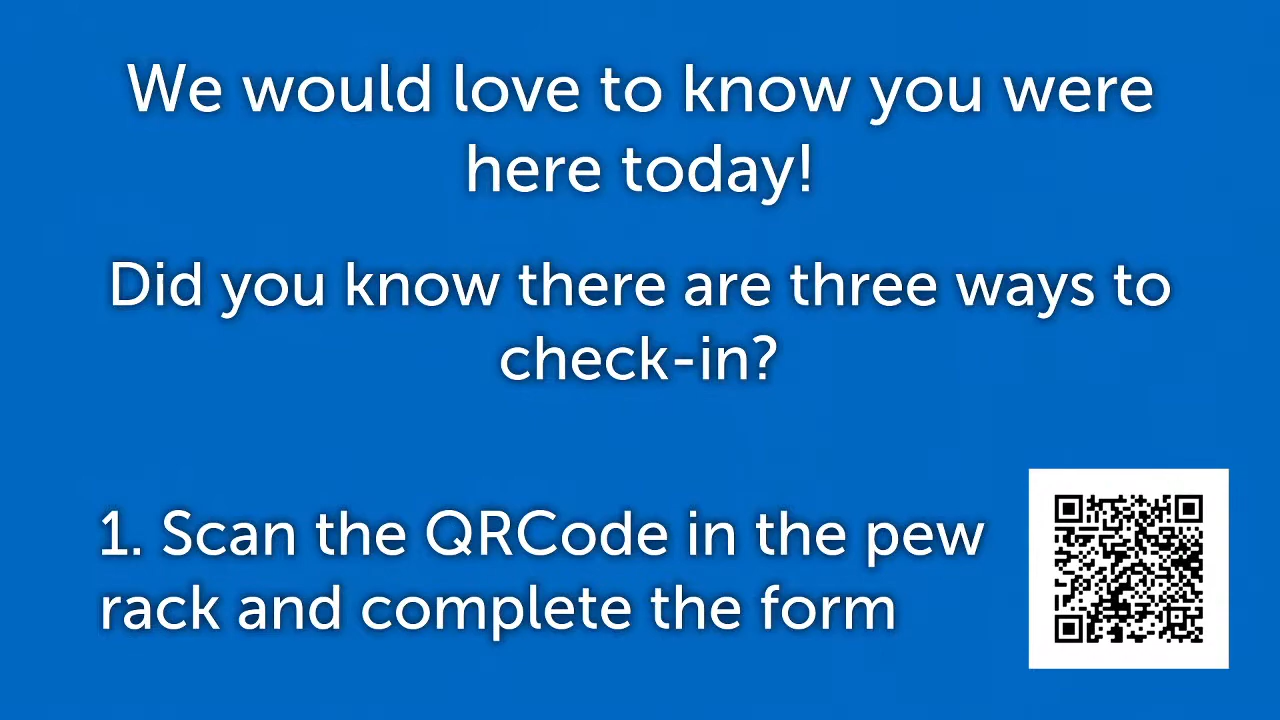 We would love to know you were
here today!
Did you know there are three ways to
check-in?
1. Scan the QRCode in the pew
rack and complete the form